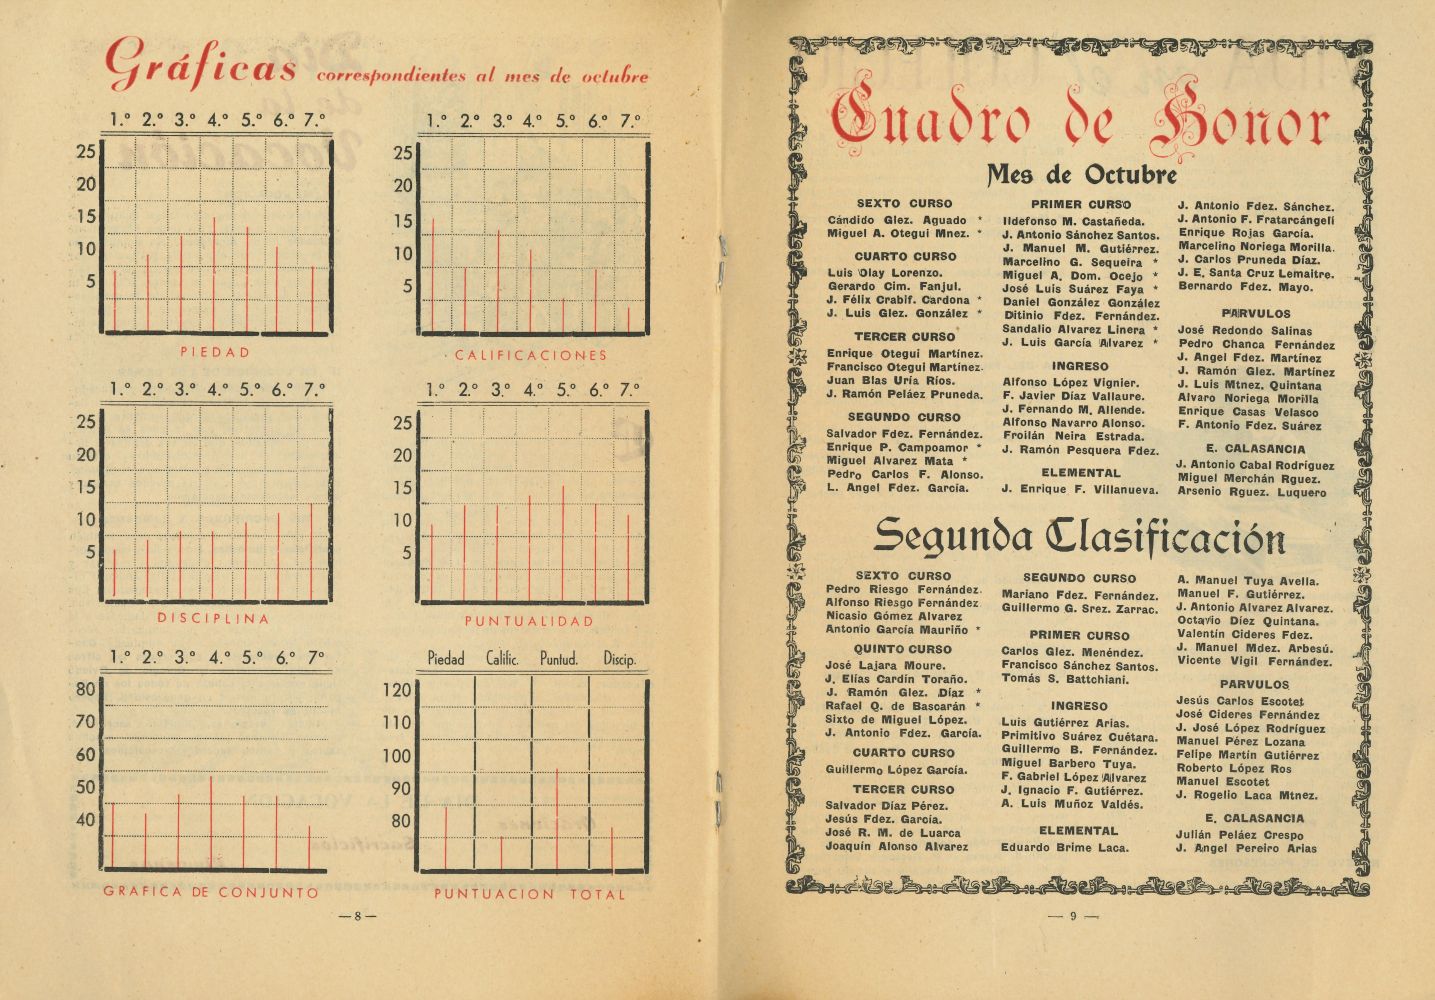 Gráficas correspondientes al mes de octubre
1.º 2.º 3.º 4.º 5.º 6.º 7.º
25
20
15
10
5
PIEDAD
1.º 2.º 3.º 4.º 5.º 6.º 7.º
25
20
15
10
5
CALIFICACIONES
1.º 2.º 3.º 4.º 5.º 6.º 7.º
25
20
15
10
5
DISCIPLINA
1.º 2.º 3.º 4.º 5.º 6.º 7.º
25
20
15
10
5
PUNTUALIDAD
1.º 2.º 3.º 4.º 5.º 6.º 7º
80
70
60
50
40
GRAFICA DE CONJUNTO
Piedad Calific. Puntud. Discip.
120
110
100
90
80
PUNTUACION TOTAL
—8—
Cuadro de Honor
Mes de Octubre
SEXTO CURSO
Cándido Glez. Aguado *
Miguel A. Otegui Mnez. *
CUARTO CURSO
Luis Olay Lorenzo.
Gerardo Cim. Fanjul.
J. Félix Crabif. Cardona *
J. Luis Glez. González *
TERCER CURSO
Enrique Otegui Martínez.
Francisco Otegui Martínez.
Juan Blas Uría Ríos.
J. Ramón Peláez Pruneda.
SEGUNDO CURSO
Salvador Fdez. Fernández.
Enrique P. Campoamor *
Miguel Alvarez Mata *
Pedro Carlos F. Alonso.
L. Angel Fdez. García.
PRIMER CURSO
Ildefonso M. Castañeda.
J. Antonio Sánchez Santos.
J. Manuel M. Gutiérrez.
Marcelino G. Sequeira *
Miguel A. Dom. Ocejo *
José Luis Suárez Faya *
Daniel González González
Ditinio Fdez. Fernández.
Sandalio Alvarez Linera *
J. Luis García Alvarez *
INGRESO
Alfonso López Vignier.
F. Javier Díaz Vallaure.
J. Fernando M. Allende.
Alfonso Navarro Alonso.
Froilán Neira Estrada.
J. Ramón Pesquera Fdez.
ELEMENTAL
J. Enrique F. Villanueva.
J. Antonio Fdez. Sánchez.
J. Antonio F. Fratarcángeli
Enrique Rojas García.
Marcelino Noriega Morilla.
J. Carlos Pruneda Díaz.
J. E. Santa Cruz Lemaitre.
Bernardo Fdez. Mayo.
PARVULOS
José Redondo Salinas
Pedro Chanca Fernández
J. Angel Fdez. Martínez
J. Ramón Glez. Martínez
J. Luis Mtnez. Quintana
Alvaro Noriega Morilla
Enrique Casas Velasco
F. Antonio Fdez. Suárez
E. CALASANCIA
J. Antonio Cabal Rodríguez
Miguel Merchán Rguez.
Arsenio Rguez. Luquero
Segunda Clasificación
SEXTO CURSO
Pedro Riesgo Fernández.
Alfonso Riesgo Fernández
Nicasio Gómez Alvarez
Antonio García Mauriño *
QUINTO CURSO
José Lajara Moure.
J. Elías Cardín Toraño.
J. Ramón Glez. Díaz *
Rafael Q. de Bascarán *
Sixto de Miguel López.
J. Antonio Fdez. García.
CUARTO CURSO
Guillermo López García.
TERCER CURSO
Salvador Díaz Pérez.
Jesús Fdez. García.
José R. M. de Luarca
Joaquín Alonso Alvarez
SEGUNDO CURSO
Mariano Fdez. Fernández.
Guillermo G. Srez. Zarrac.
PRIMER CURSO
Carlos Glez. Menéndez.
Francisco Sánchez Santos.
Tomás S. Battchiani.
INGRESO
Luis Gutiérrez Arias.
Primitivo Suárez Cuétara.
Guillermo B. Fernández.
Miguel Barbero Tuya.
F. Gabriel López Alvarez
J. Ignacio F. Gutiérrez.
A. Luis Muñoz Valdés.
ELEMENTAL
Eduardo Brime Laca.
A. Manuel Tuya Avella.
Manuel F. Gutiérrez.
J. Antonio Alvarez Alvarez.
Octavio Díez Quintana.
Valentín Cideres Fdez.
J. Manuel Mdez. Arbesú.
Vicente Vigil Fernández.
PARVULOS
Jesús Carlos Escotet
José Cideres Fernández
J. José López Rodríguez
Manuel Pérez Lozana
Felipe Martín Gutiérrez
Roberto López Ros
Manuel Escotet
J. Rogelio Laca Mtnez.
E. CALASANCIA
Julián Peláez Crespo
J. Angel Pereiro Arias
— 9 —